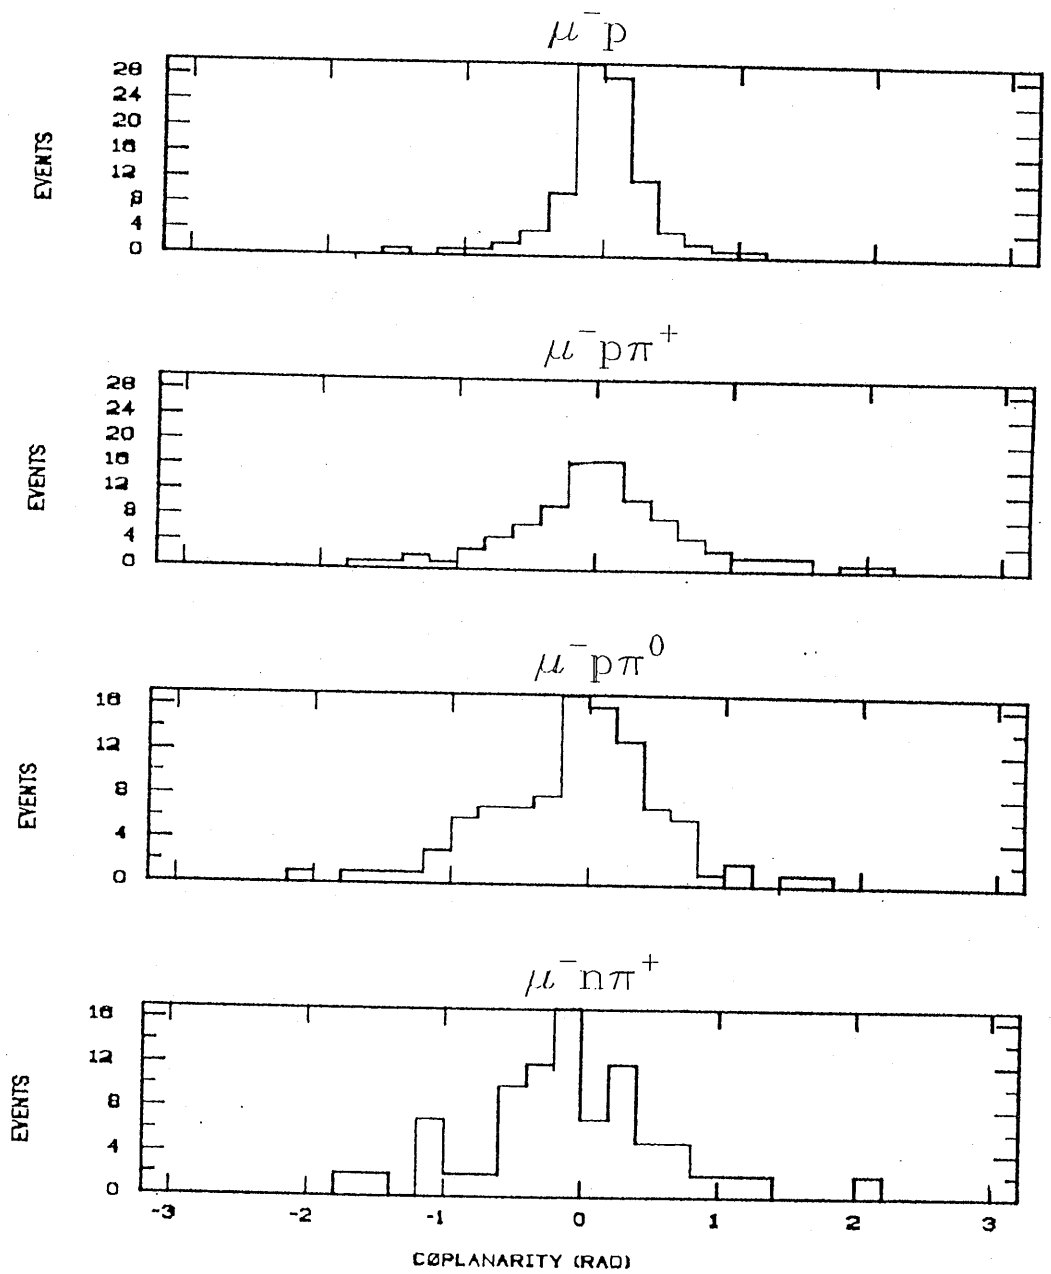 μ⁻p
28
24
20
16
12
8
4
0
EVENTS
μ⁻pπ⁺
28
24
20
16
12
8
4
0
EVENTS
μ⁻pπ⁰
16
12
8
4
0
EVENTS
μ⁻nπ⁺
16
12
8
4
0
EVENTS
-3 -2 -1 0 1 2 3
CØPLANARITY (RAD)